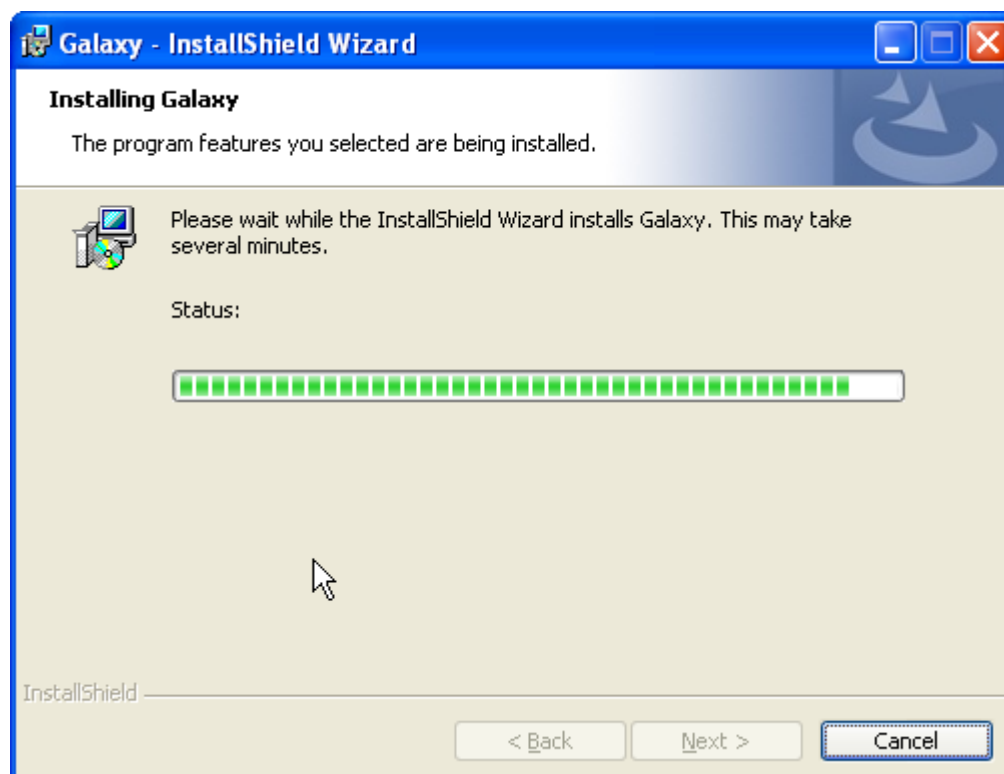 Galaxy - InstallShield Wizard
Installing Galaxy
The program features you selected are being installed.
Please wait while the InstallShield Wizard installs Galaxy. This may take
several minutes.
Status:
InstallShield
< Back Next > Cancel